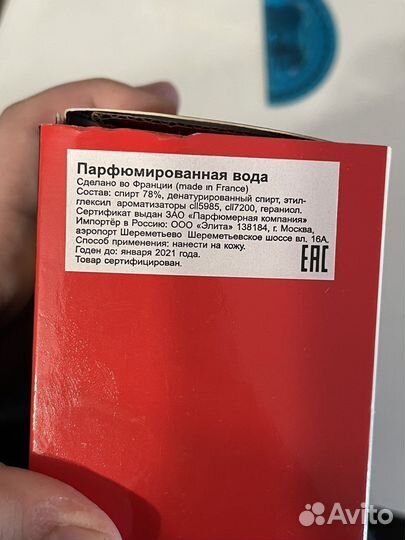 Парфюмированная вода
Сделано во Франции (made in France)
Состав: спирт 78%, денатурированный спирт, этил-
глексил ароматизаторы cll5985, cll7200, гераниол.
Сертификат выдан ЗАО «Парфюмерная компания»
Импортёр в Россию: ООО «Элита» 138184, г. Москва,
аэропорт Шереметьево Шереметьевское шоссе вл. 16А,
Способ применения: нанести на кожу.
Годен до: января 2021 года.
Товар сертифицирован.
EAC
Avito